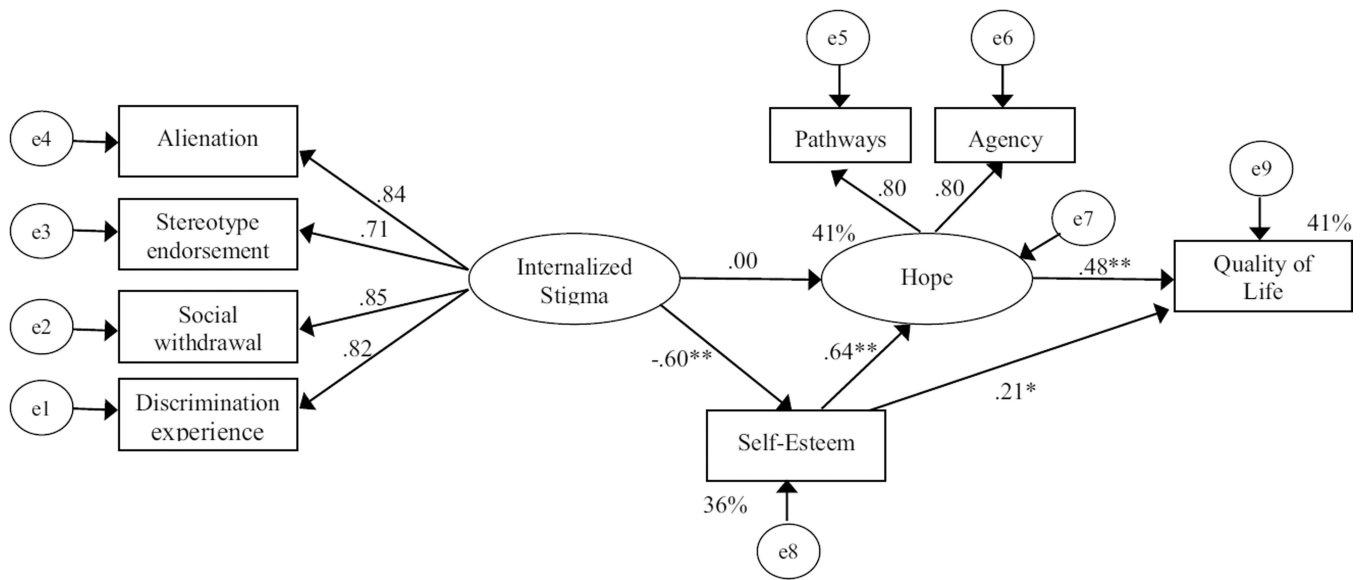 e5
e6
e4
Alienation
Pathways
Agency
e9
.84
.80
.80
e3
Stereotype
endorsement
.71
e7
41%
41%
Internalized
Stigma
.00
Hope
.48**
Quality of
Life
e2
Social
withdrawal
.85
.82
-.60**
.64**
.21*
e1
Discrimination
experience
Self-Esteem
36%
e8